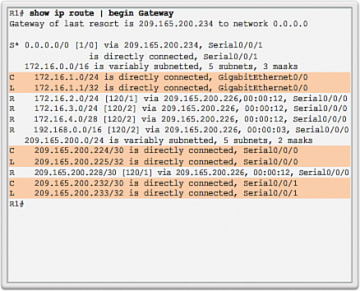 R1# show ip route | begin Gateway
Gateway of last resort is 209.165.200.234 to network 0.0.0.0
S* 0.0.0.0/0 [1/0] via 209.165.200.234, Serial0/0/1
is directly connected, Serial0/0/1
172.16.0.0/16 is variably subnetted, 5 subnets, 3 masks
C 172.16.1.0/24 is directly connected, GigabitEthernet0/0
L 172.16.1.1/32 is directly connected, GigabitEthernet0/0
R 172.16.2.0/24 [120/1] via 209.165.200.226,00:00:12, Serial0/0/0
R 172.16.3.0/24 [120/2] via 209.165.200.226, 00:00:12, Serial0/0/0
R 172.16.4.0/28 [120/2] via 209.165.200.226, 00:00:12, Serial0/0/0
R 192.168.0.0/16 [120/2] via 209.165.200.226, 00:00:03, Serial0/0/0
209.165.200.0/24 is variably subnetted, 5 subnets, 2 masks
C 209.165.200.224/30 is directly connected, Serial0/0/0
L 209.165.200.225/32 is directly connected, Serial0/0/0
R 209.165.200.228/30 [120/1] via 209.165.200.226, 00:00:12, Serial0/0/0
C 209.165.200.232/30 is directly connected, Serial0/0/1
L 209.165.200.233/32 is directly connected, Serial0/0/1
R1#